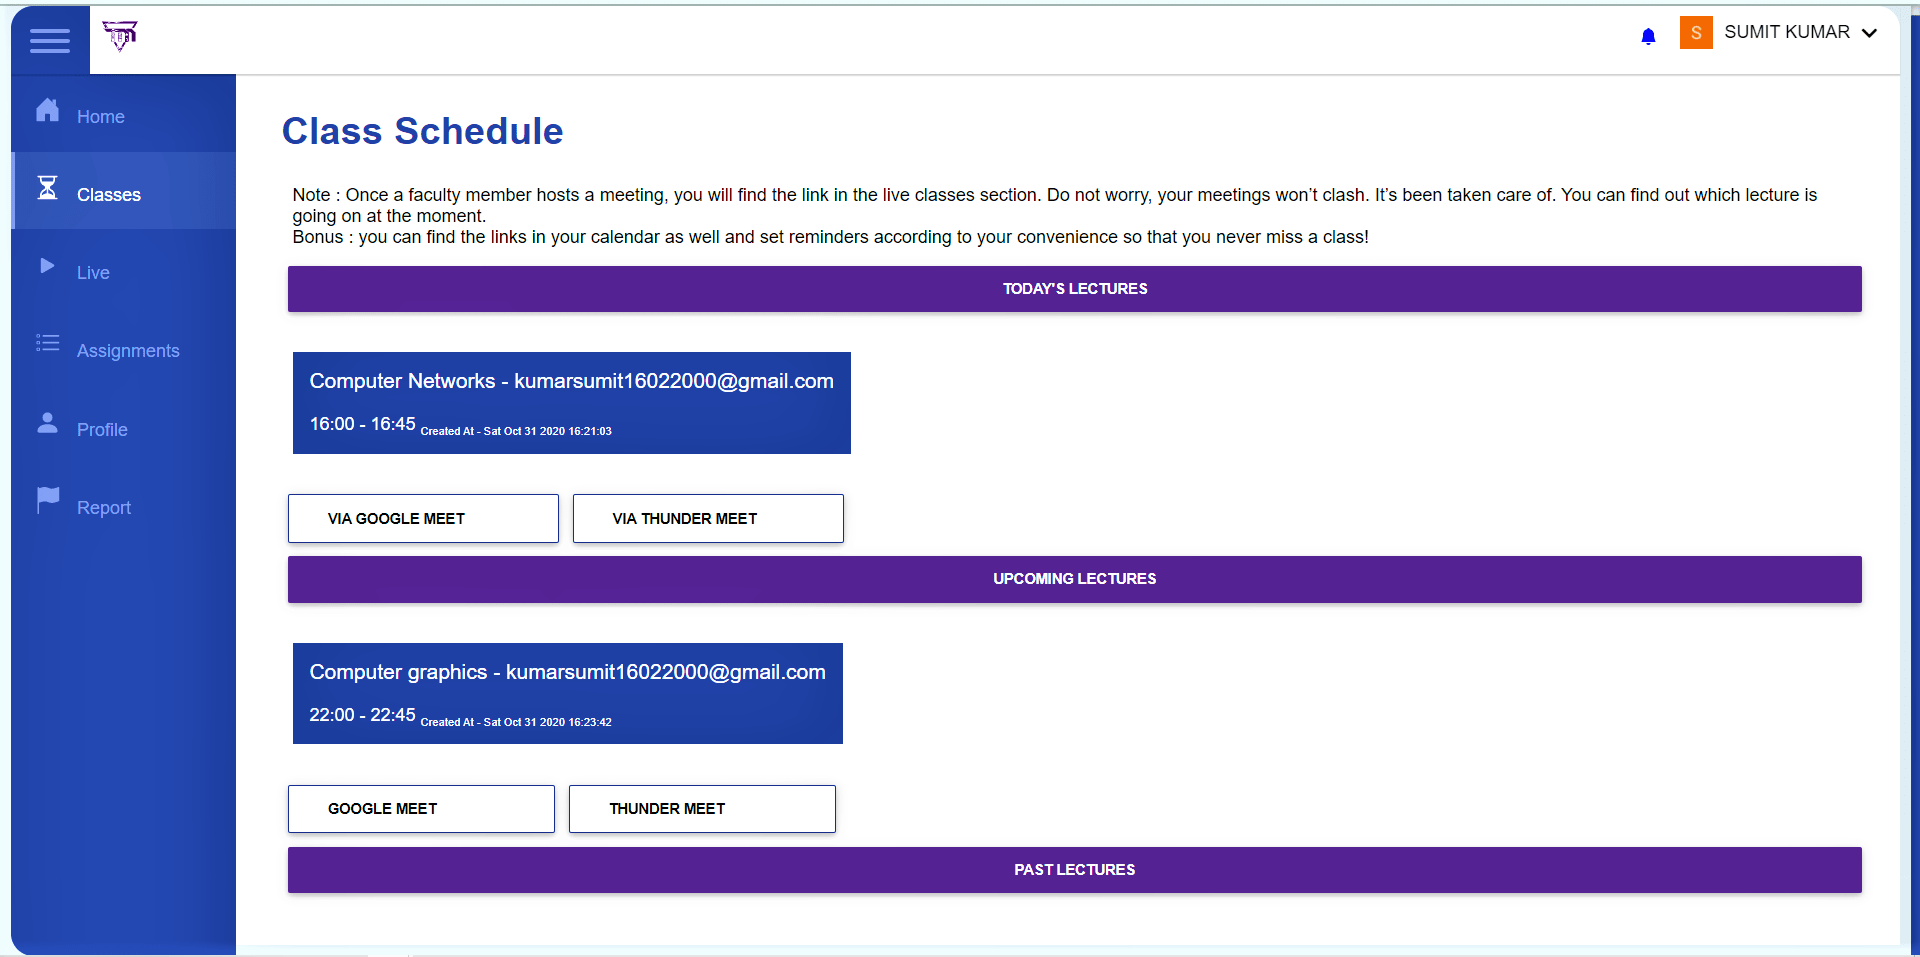 S SUMIT KUMAR
Home
Classes
Live
Assignments
Profile
Report
Class Schedule
Note : Once a faculty member hosts a meeting, you will find the link in the live classes section. Do not worry, your meetings won’t clash. It’s been taken care of. You can find out which lecture is
going on at the moment.
Bonus : you can find the links in your calendar as well and set reminders according to your convenience so that you never miss a class!
TODAY'S LECTURES
Computer Networks - kumarsumit16022000@gmail.com
16:00 - 16:45 Created At - Sat Oct 31 2020 16:21:03
VIA GOOGLE MEET VIA THUNDER MEET
UPCOMING LECTURES
Computer graphics - kumarsumit16022000@gmail.com
22:00 - 22:45 Created At - Sat Oct 31 2020 16:23:42
GOOGLE MEET THUNDER MEET
PAST LECTURES